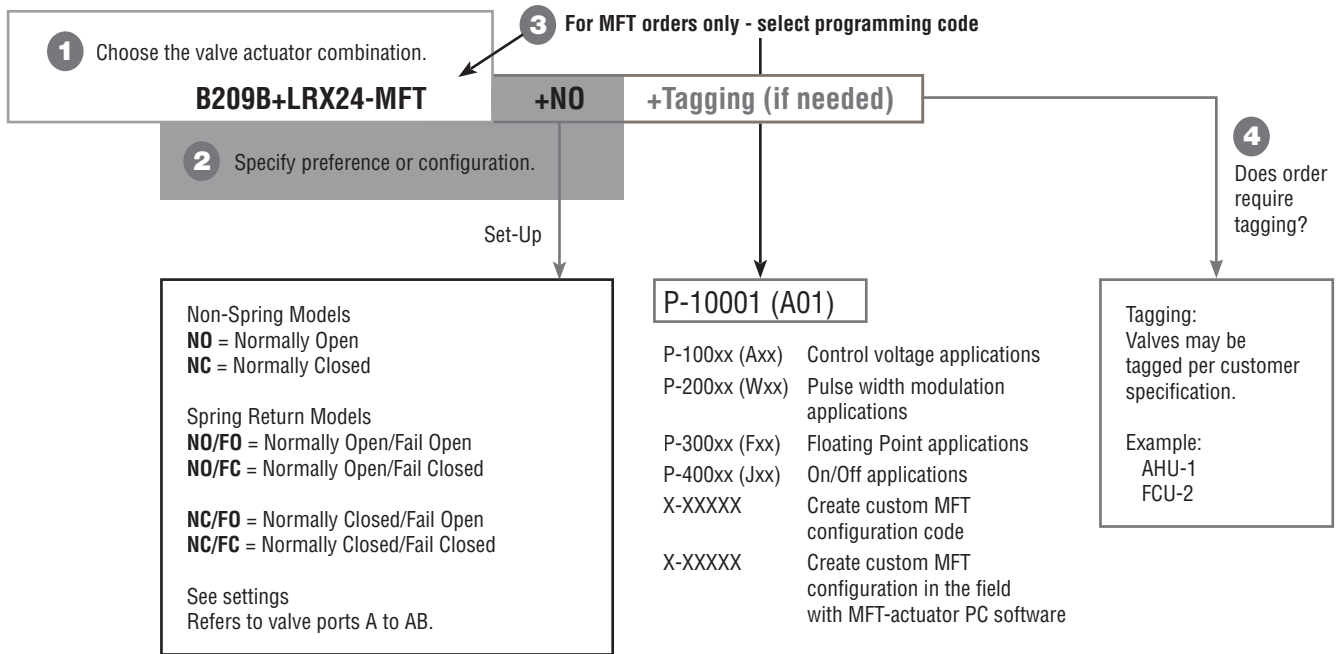 3 For MFT orders only - select programming code
1 Choose the valve actuator combination.
B209B+LRX24-MFT +NO +Tagging (if needed)
2 Specify preference or configuration.
4
Does order
require
tagging?
Set-Up
Non-Spring Models
NO = Normally Open
NC = Normally Closed
Spring Return Models
NO/FO = Normally Open/Fail Open
NO/FC = Normally Open/Fail Closed
NC/FO = Normally Closed/Fail Open
NC/FC = Normally Closed/Fail Closed
See settings
Refers to valve ports A to AB.
P-10001 (A01)
P-100xx (Axx) Control voltage applications
P-200xx (Wxx) Pulse width modulation
applications
P-300xx (Fxx) Floating Point applications
P-400xx (Jxx) On/Off applications
X-XXXXX Create custom MFT
configuration code
X-XXXXX Create custom MFT
configuration in the field
with MFT-actuator PC software
Tagging:
Valves may be
tagged per customer
specification.
Example:
AHU-1
FCU-2